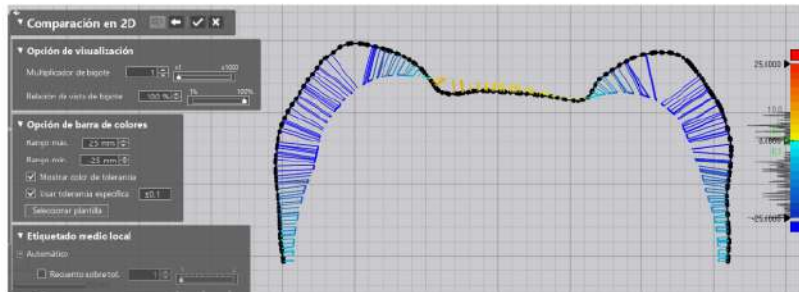 Comparación en 2D
Opción de visualización
Multiplicador de bigote 1 x1 x1000
Relación de vista de bigote 100 % 1% 100%
Opción de barra de colores
Rango máx. 25 mm
Rango mín. -25 mm
Mostrar color de tolerancia
Usar tolerancia específica ±0.1
Seleccionar plantilla
Etiquetado medio local
Automático
Recuento sobre tol. 1
25.0000
-25.0000